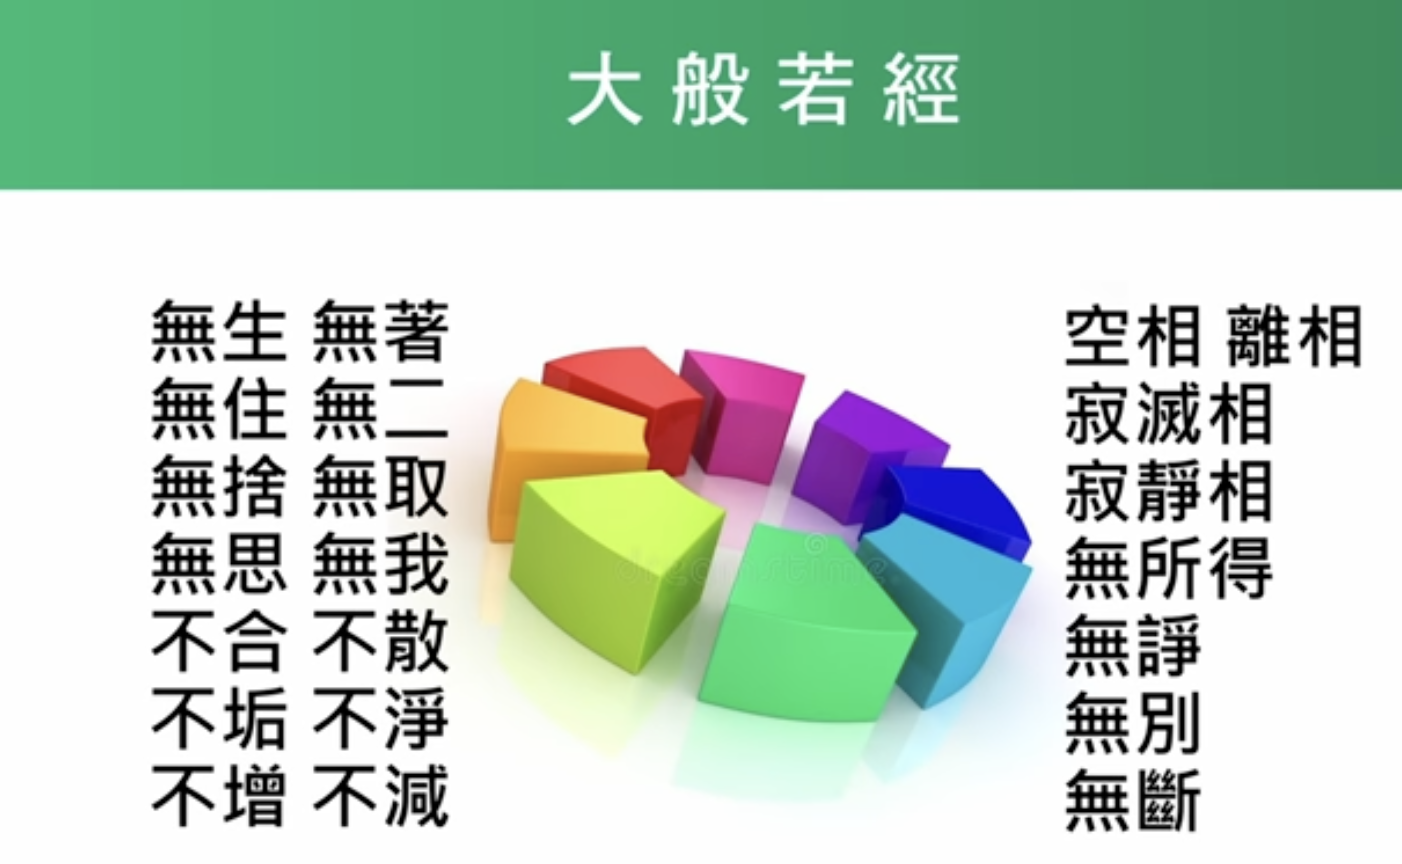 大般若經
無生 無著
無住 無二
無捨 無取
無思 無我
不合 不散
不垢 不淨
不增 不減
空相 離相
寂滅相
寂靜相
無所得
無諍
無別
無斷
dreamstime